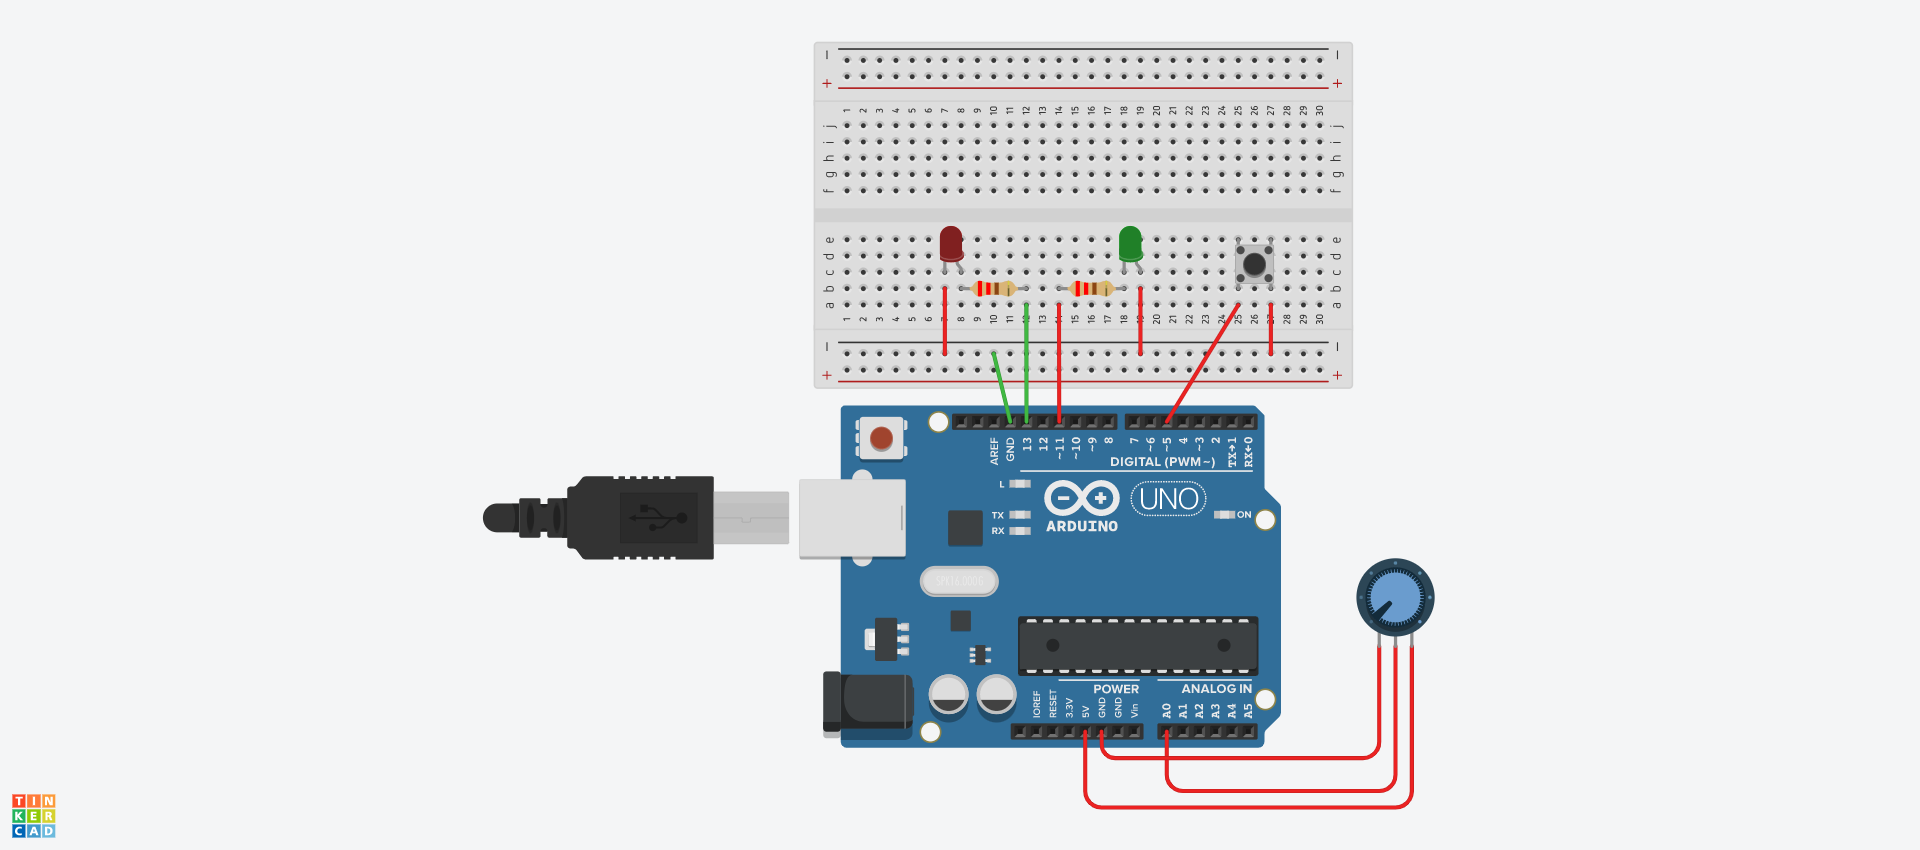 − −
+ +
1 2 3 4 5 6 7 8 9 10 11 12 13 14 15 16 17 18 19 20 21 22 23 24 25 26 27 28 29 30
j j
i i
h h
g g
f f
e e
d d
c c
b b
a a
1 2 3 4 5 6 7 8 9 10 11 12 13 14 15 16 17 18 19 20 21 22 23 24 25 26 27 28 29 30
− −
+ +
AREF GND 13 12 ~11 ~10 ~9 8 7 ~6 ~5 4 ~3 2 TX→1 RX←0
DIGITAL (PWM~)
L
TX
RX
UNO
ARDUINO
ON
SPK16.000G
POWER ANALOG IN
IOREF RESET 3.3V 5V GND GND Vin A0 A1 A2 A3 A4 A5
TIN
KER
CAD